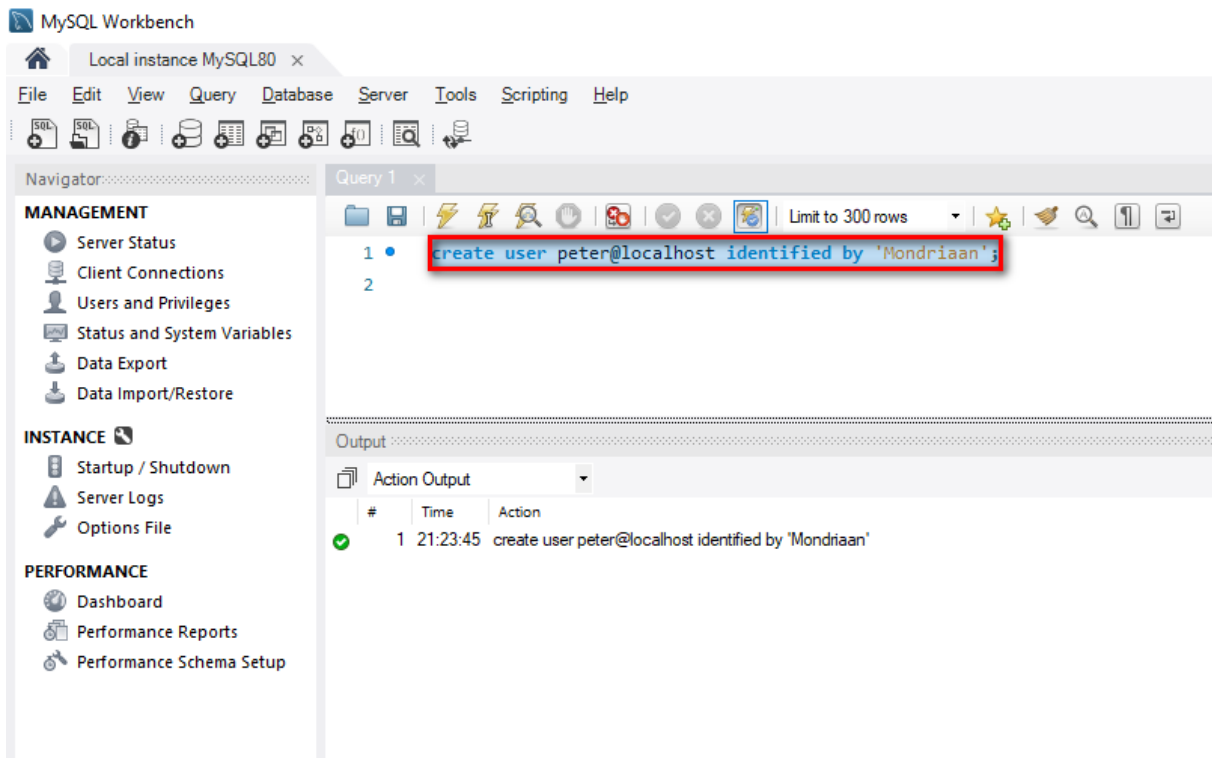 MySQL Workbench
Local instance MySQL80 ×
File Edit View Query Database Server Tools Scripting Help
SQL SQL
Navigator
MANAGEMENT
Server Status
Client Connections
Users and Privileges
Status and System Variables
Data Export
Data Import/Restore
INSTANCE
Startup / Shutdown
Server Logs
Options File
PERFORMANCE
Dashboard
Performance Reports
Performance Schema Setup
Query 1 ×
Limit to 300 rows
1 create user peter@localhost identified by 'Mondriaan';
2
Output
Action Output
# Time Action
1 21:23:45 create user peter@localhost identified by 'Mondriaan'